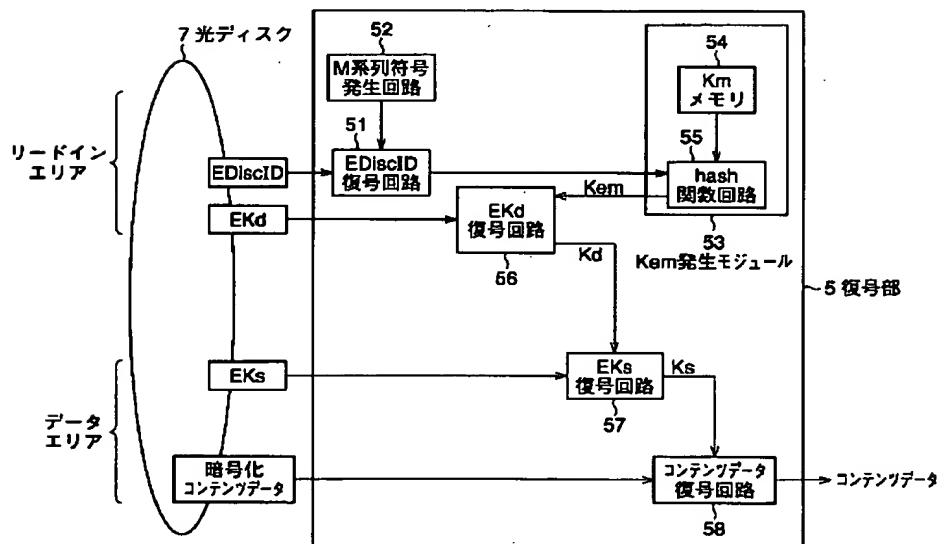 7 光ディスク
リードイン
エリア
EDiscID
EKd
データ
エリア
EKs
暗号化
コンテンツデータ
52
M系列符号
発生回路
51
EDiscID
復号回路
54
Km
メモリ
55
hash
関数回路
Kem
53
Kem発生モジュール
EKd
復号回路
56
Kd
5 復号部
EKs
復号回路
57
Ks
コンテンツデータ
復号回路
58
コンテンツデータ